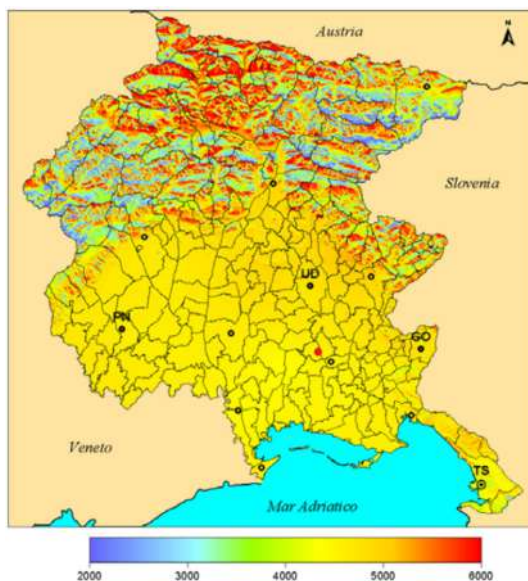 Austria
N
Slovenia
UD
PN
GO
Veneto
TS
Mar Adriatico
2000 3000 4000 5000 6000